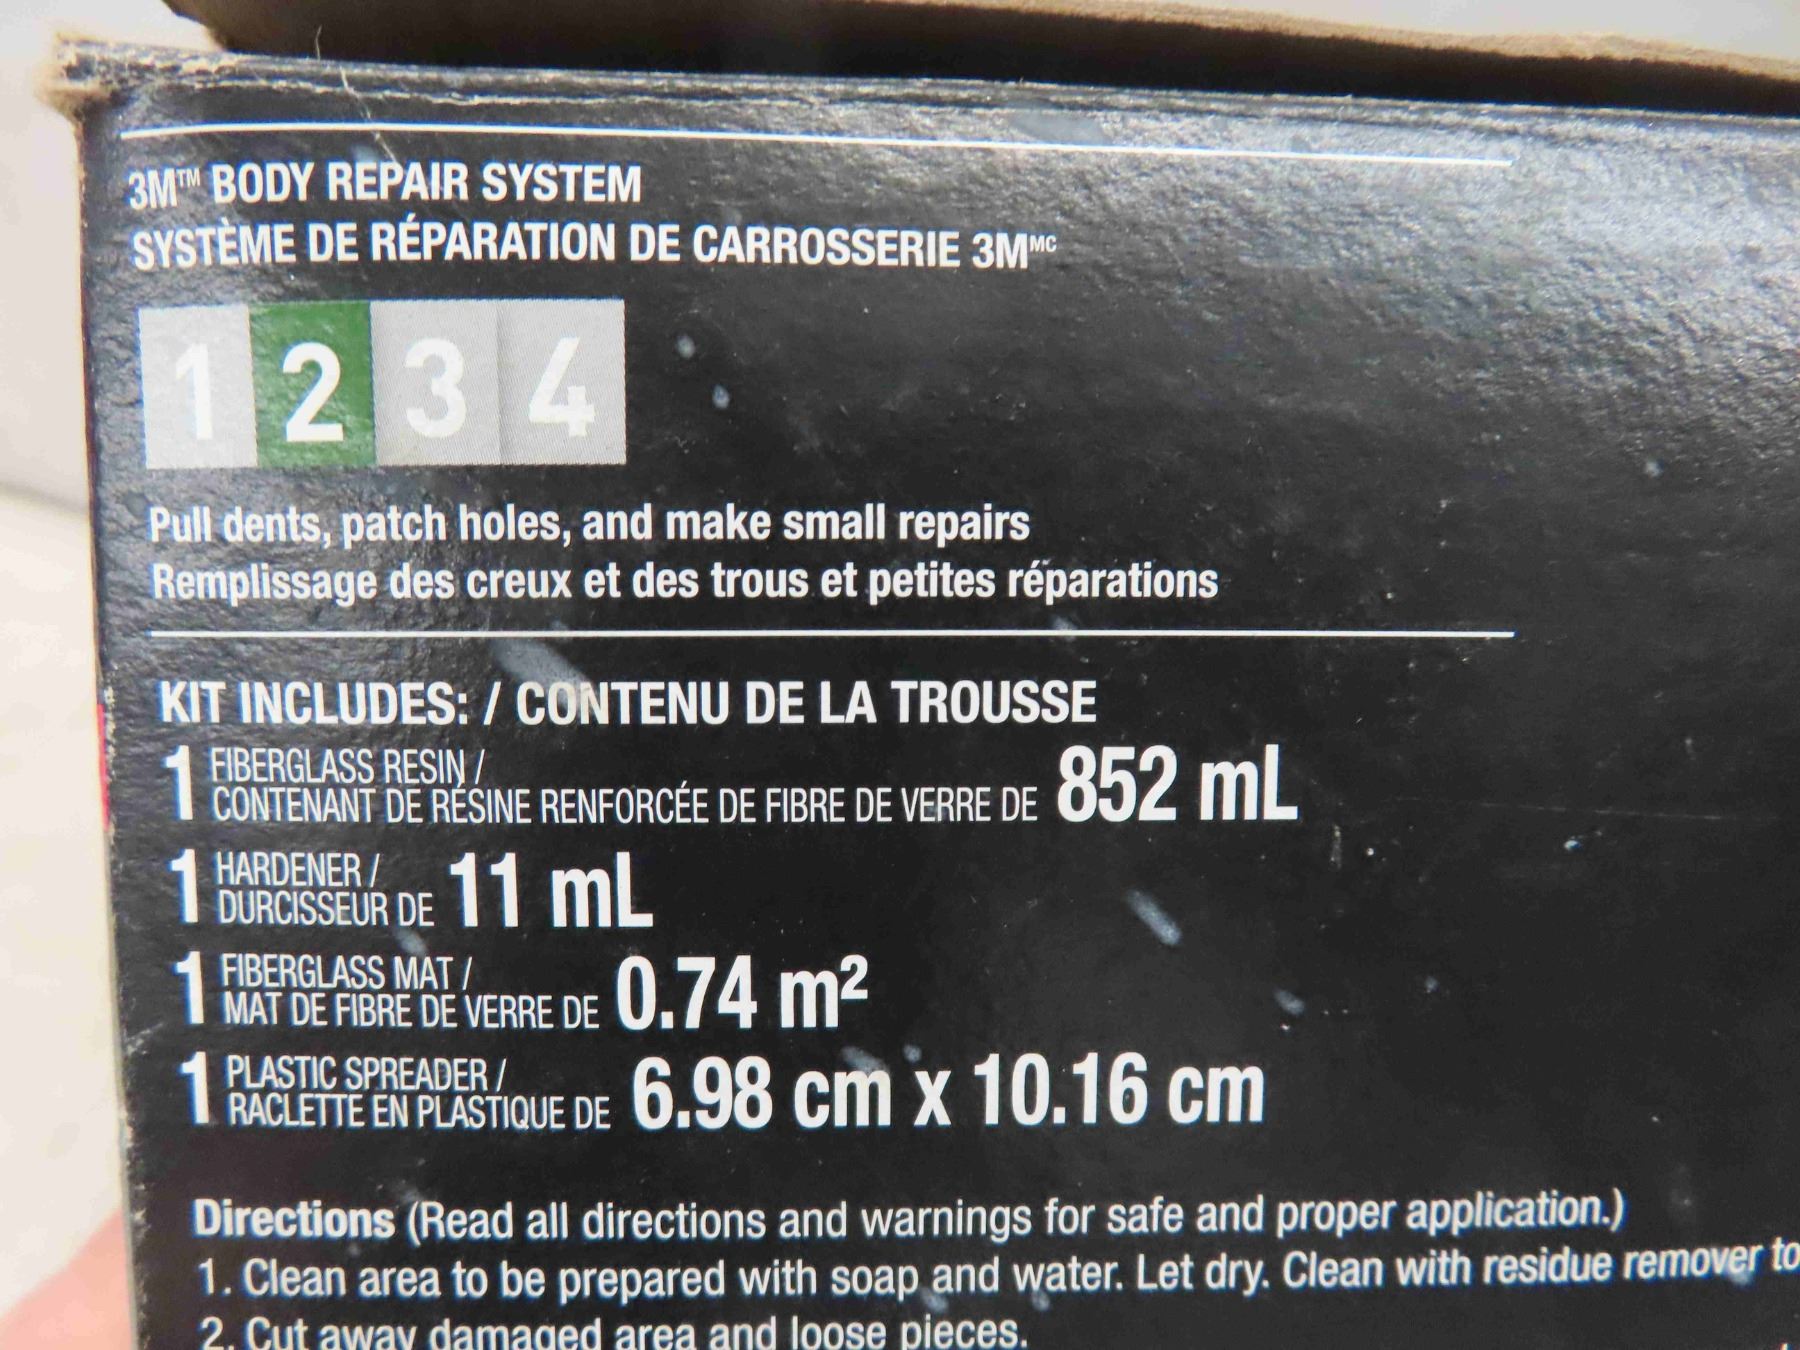 3M™ BODY REPAIR SYSTEM
SYSTÈME DE RÉPARATION DE CARROSSERIE 3Mᴹᶜ
1 2 3 4
Pull dents, patch holes, and make small repairs
Remplissage des creux et des trous et petites réparations
KIT INCLUDES: / CONTENU DE LA TROUSSE
1 FIBERGLASS RESIN /
CONTENANT DE RÉSINE RENFORCÉE DE FIBRE DE VERRE DE 852 mL
1 HARDENER /
DURCISSEUR DE 11 mL
1 FIBERGLASS MAT /
MAT DE FIBRE DE VERRE DE 0.74 m²
1 PLASTIC SPREADER /
RACLETTE EN PLASTIQUE DE 6.98 cm x 10.16 cm
Directions (Read all directions and warnings for safe and proper application.)
1. Clean area to be prepared with soap and water. Let dry. Clean with residue remover to
2. Cut away damaged area and loose pieces.